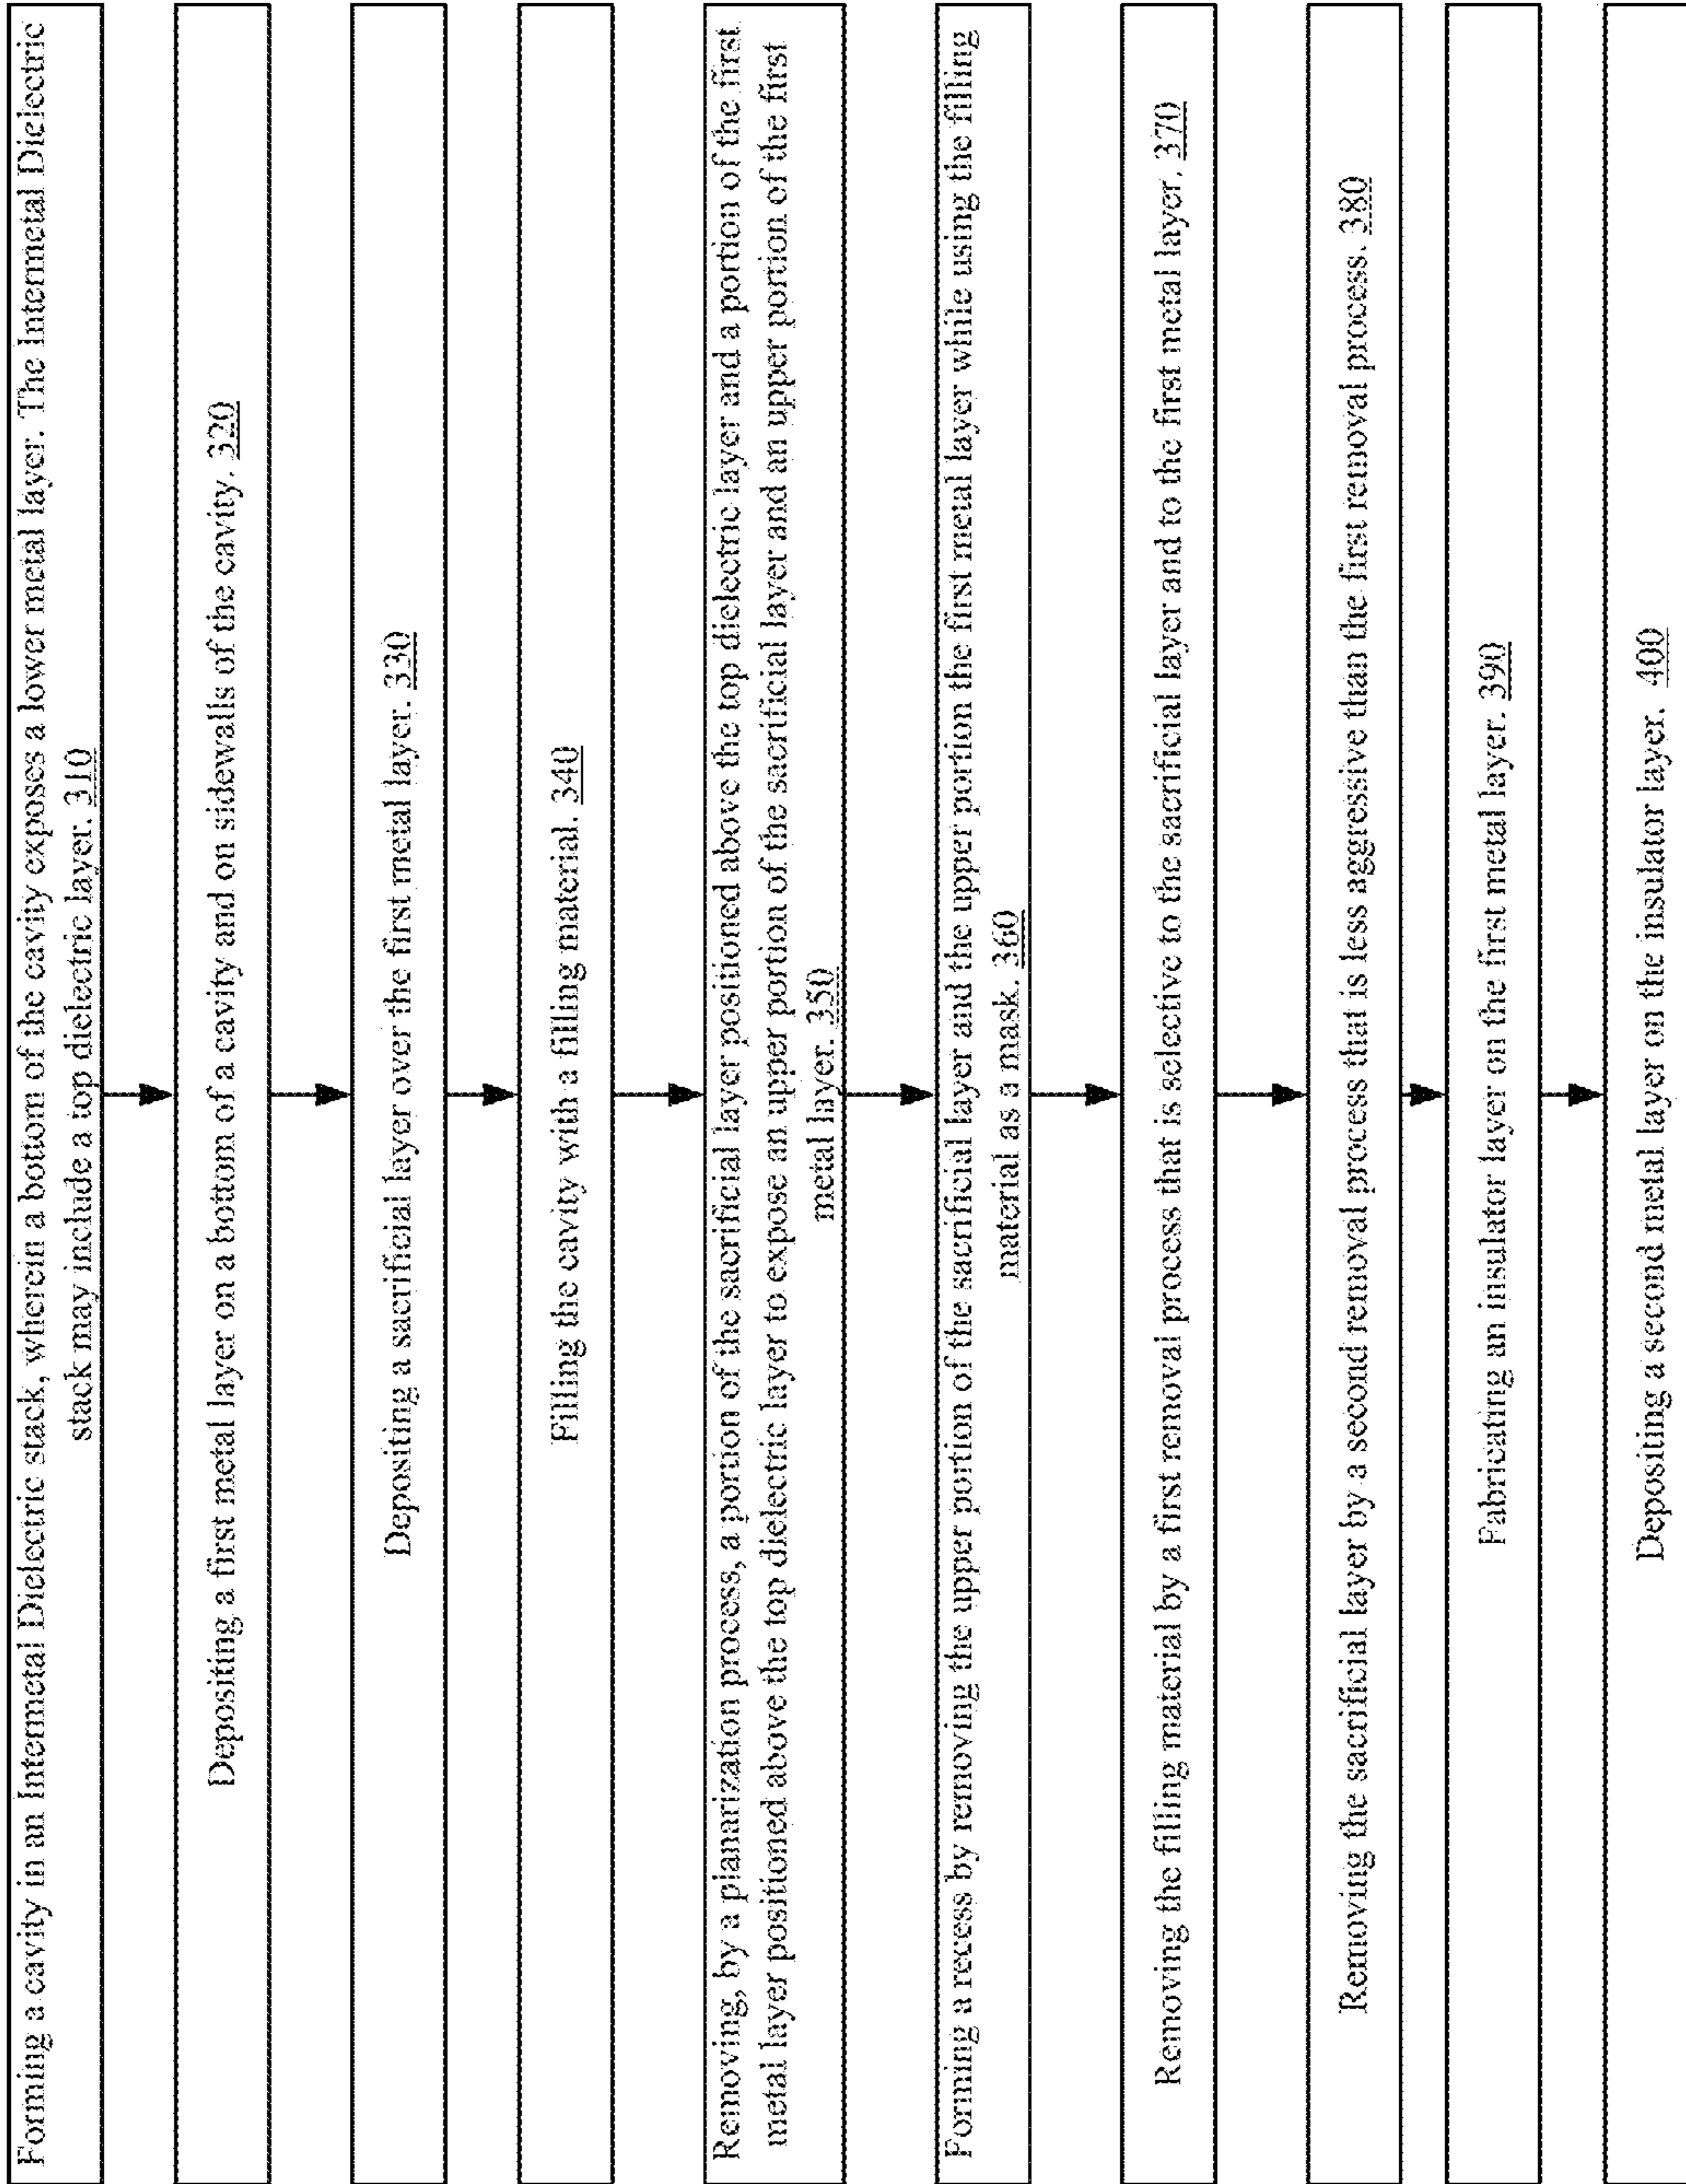 Forming a cavity in an Intermetal Dielectric stack, wherein a bottom of the cavity exposes a lower metal layer. The Intermetal Dielectric
stack may include a top dielectric layer. 310
Depositing a first metal layer on a bottom of a cavity and on sidewalls of the cavity. 320
Depositing a sacrificial layer over the first metal layer. 330
Filling the cavity with a filling material. 340
Removing, by a planarization process, a portion of the sacrificial layer positioned above the top dielectric layer and a portion of the first
metal layer positioned above the top dielectric layer to expose an upper portion of the sacrificial layer and an upper portion of the first
metal layer. 350
Forming a recess by removing the upper portion of the sacrificial layer and the upper portion the first metal layer while using the filling
material as a mask. 360
Removing the filling material by a first removal process that is selective to the sacrificial layer and to the first metal layer. 370
Removing the sacrificial layer by a second removal process that is less aggressive than the first removal process. 380
Fabricating an insulator layer on the first metal layer. 390
Depositing a second metal layer on the insulator layer. 400